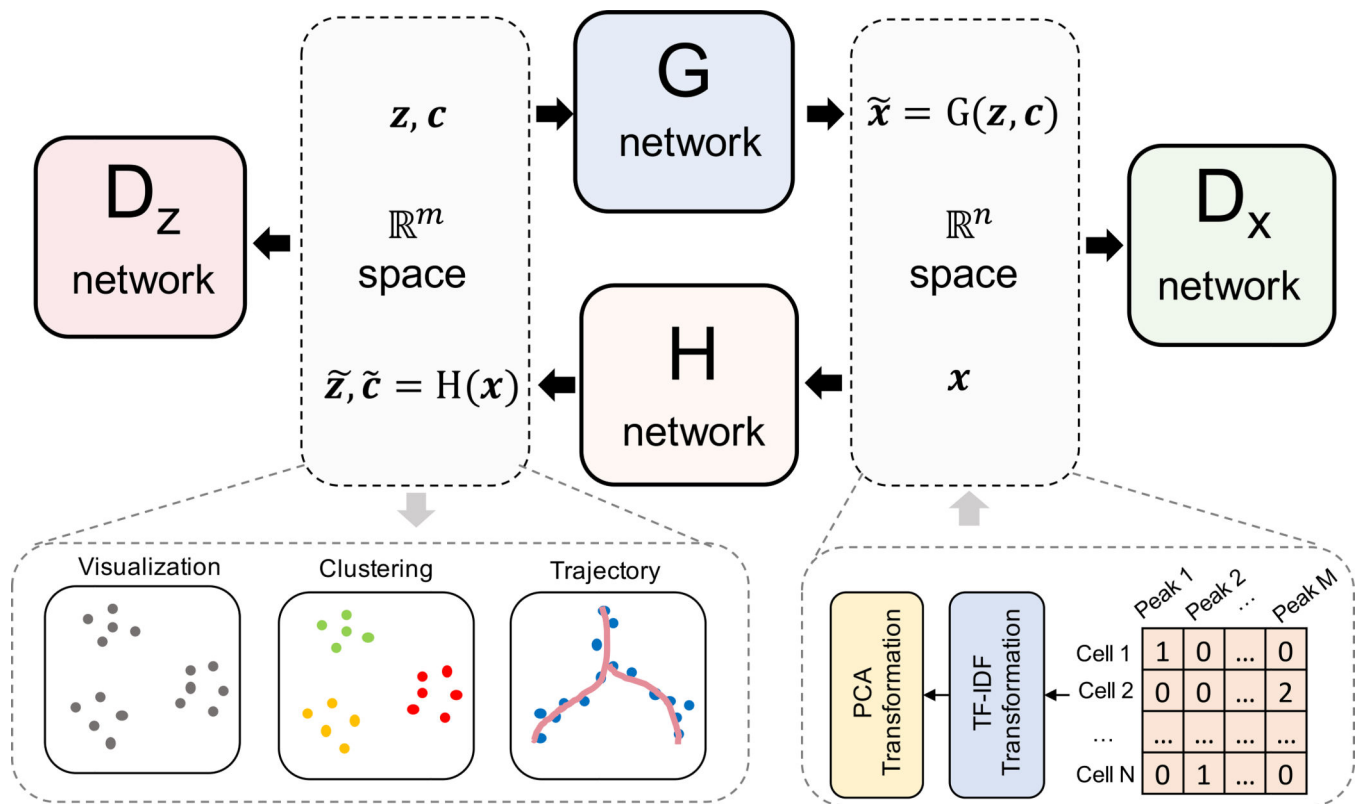 G
network
z, c
x̃ = G(z, c)
D_z
network
ℝ^m
space
ℝ^n
space
D_x
network
H
network
z̃, c̃ = H(x)
x
Visualization
Clustering
Trajectory
PCA
Transformation
TF-IDF
Transformation
Peak 1
Peak 2
...
Peak M
Cell 1 1 0 ... 0
Cell 2 0 0 ... 2
... ... ... ... ...
Cell N 0 1 ... 0